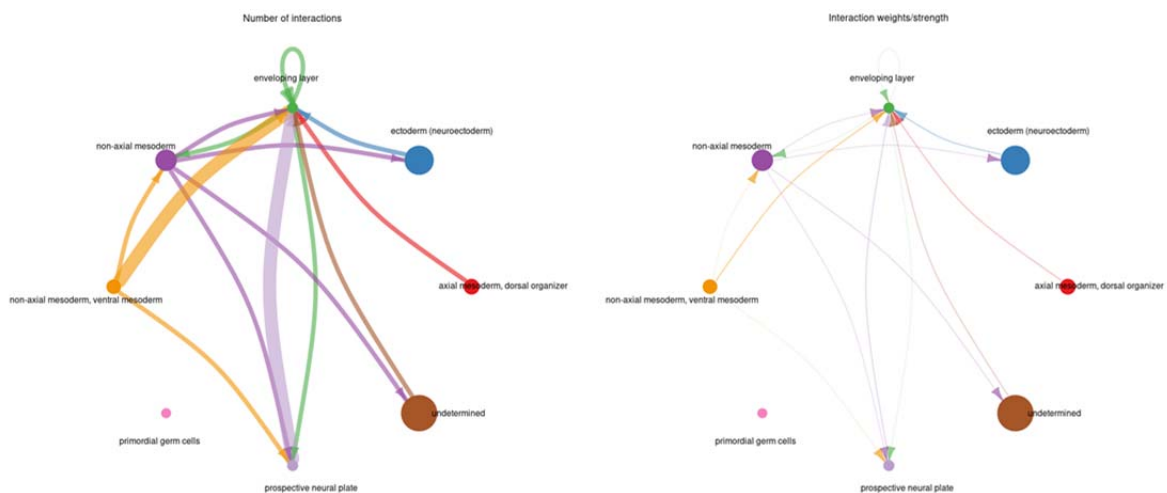 Number of interactions
enveloping layer
ectoderm (neuroectoderm)
non-axial mesoderm
axial mesoderm, dorsal organizer
non-axial mesoderm, ventral mesoderm
undetermined
primordial germ cells
prospective neural plate
Interaction weights/strength
enveloping layer
ectoderm (neuroectoderm)
non-axial mesoderm
axial mesoderm, dorsal organizer
non-axial mesoderm, ventral mesoderm
undetermined
primordial germ cells
prospective neural plate